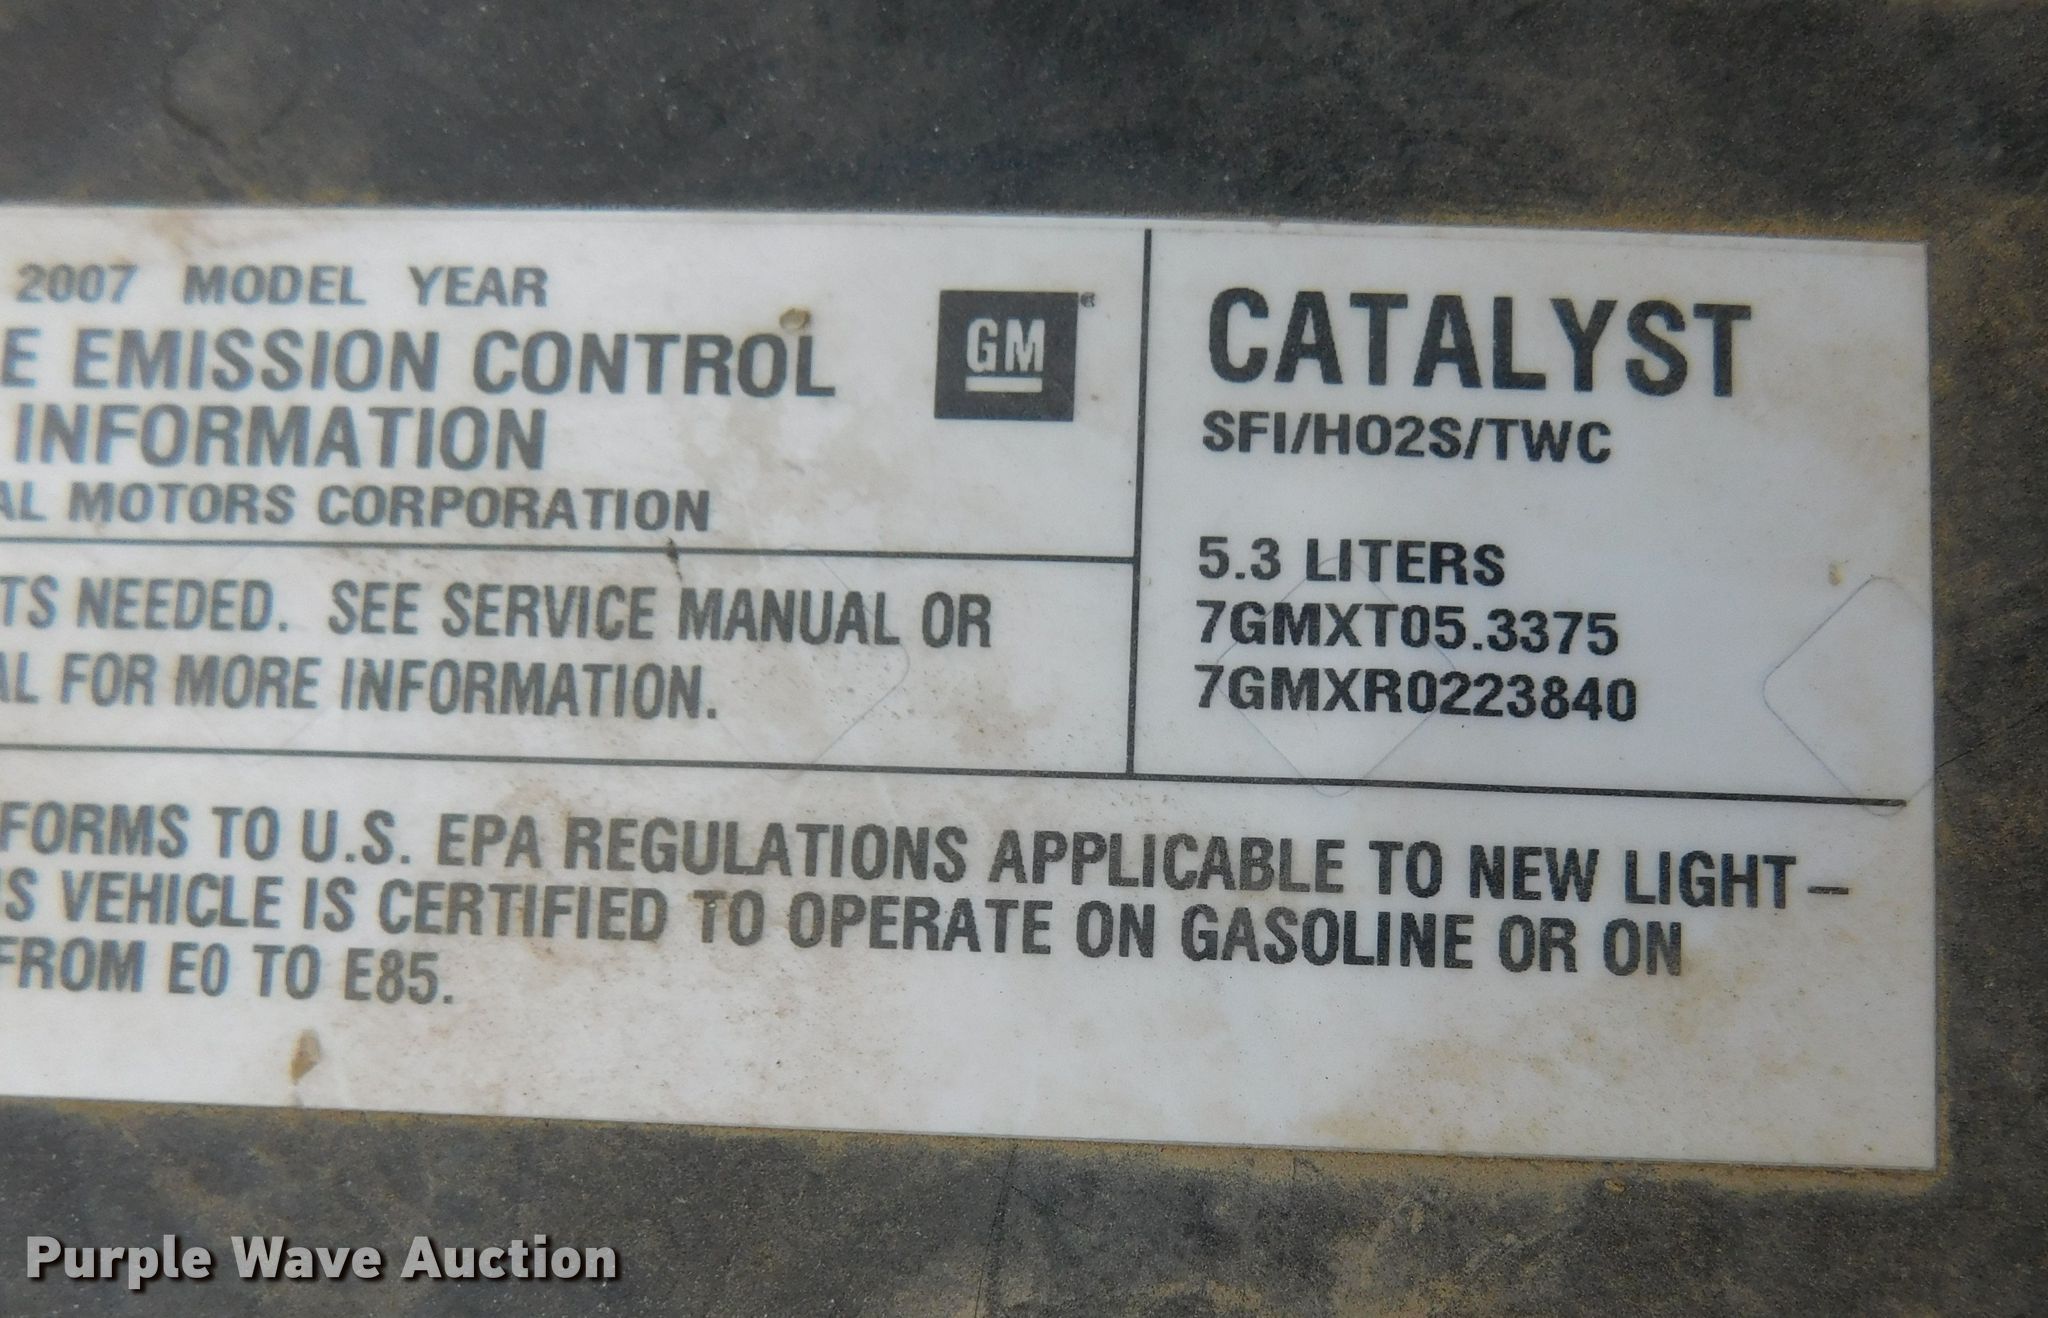 2007 MODEL YEAR
E EMISSION CONTROL
INFORMATION
AL MOTORS CORPORATION
GM
®
CATALYST
SFI/HO2S/TWC
5.3 LITERS
7GMXT05.3375
7GMXR0223840
TS NEEDED. SEE SERVICE MANUAL OR
AL FOR MORE INFORMATION.
FORMS TO U.S. EPA REGULATIONS APPLICABLE TO NEW LIGHT–
IS VEHICLE IS CERTIFIED TO OPERATE ON GASOLINE OR ON
FROM E0 TO E85.
Purple Wave Auction